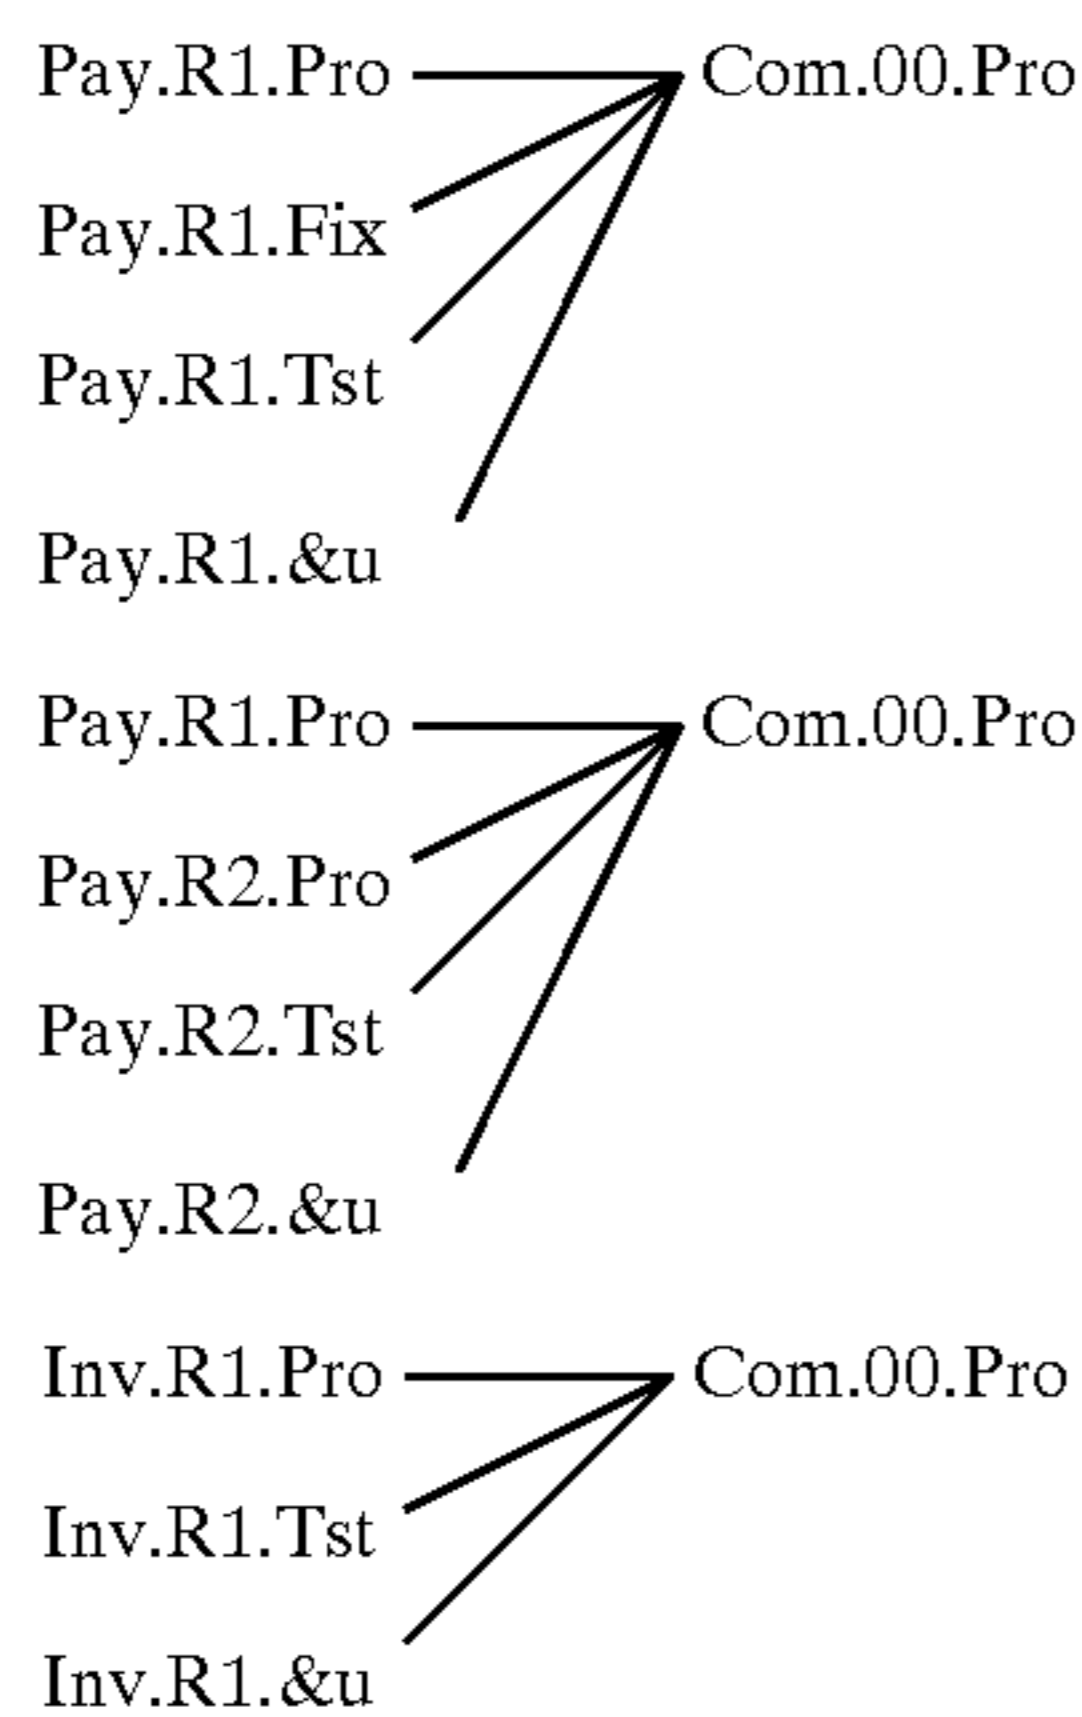 Pay.R1.Pro Com.00.Pro
Pay.R1.Fix
Pay.R1.Tst
Pay.R1.&u
Pay.R1.Pro Com.00.Pro
Pay.R2.Pro
Pay.R2.Tst
Pay.R2.&u
Inv.R1.Pro Com.00.Pro
Inv.R1.Tst
Inv.R1.&u